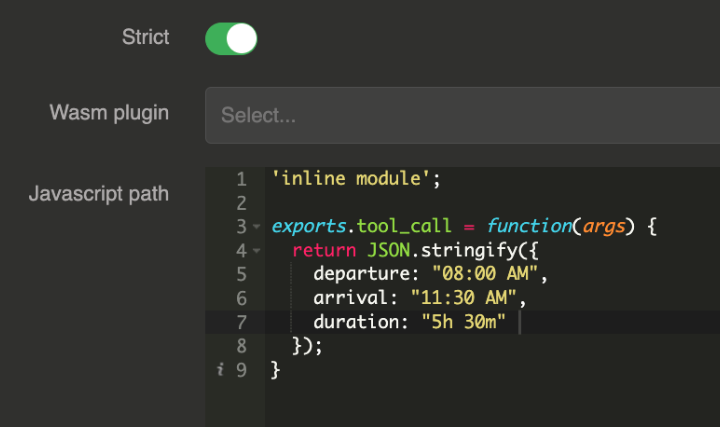 Strict
Wasm plugin
Select...
Javascript path
1 'inline module';
2
3 exports.tool_call = function(args) {
4   return JSON.stringify({
5     departure: "08:00 AM",
6     arrival: "11:30 AM",
7     duration: "5h 30m"
8   });
i 9 }